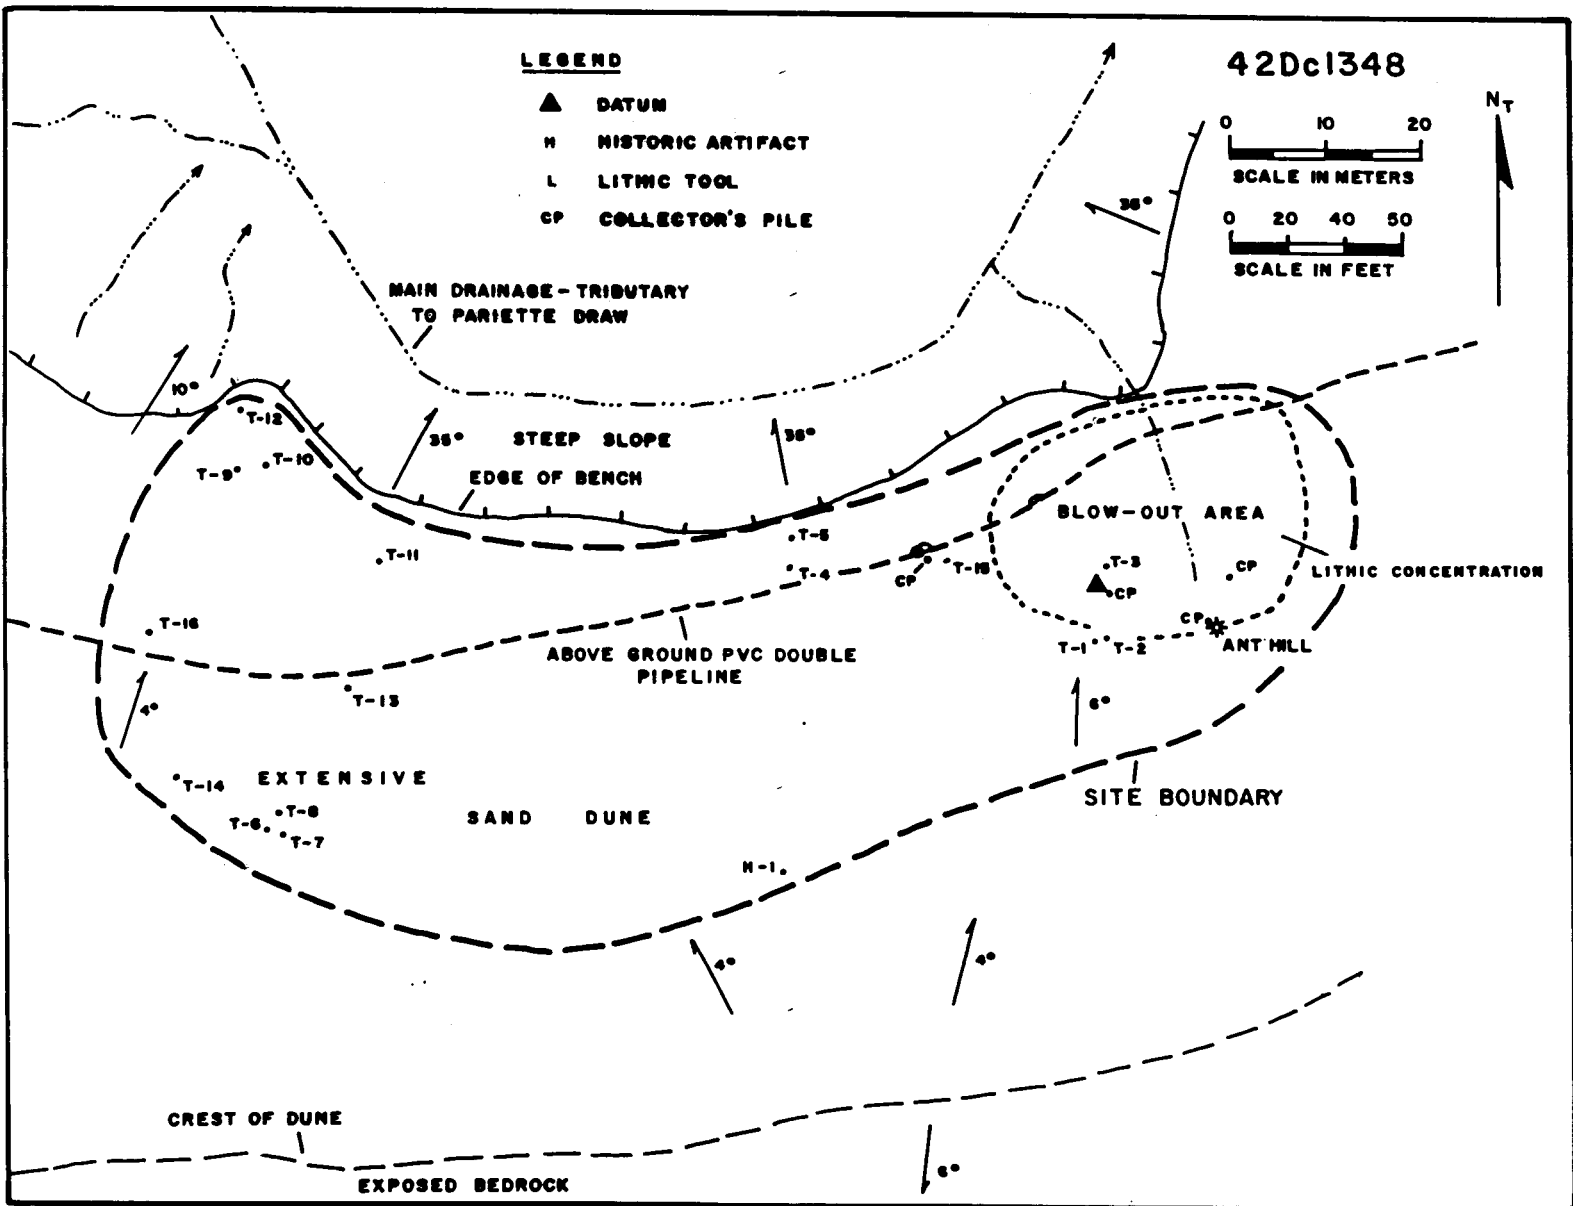 LEGEND
DATUM
H HISTORIC ARTIFACT
L LITHIC TOOL
CP COLLECTOR'S PILE
42Dc1348
0 10 20
SCALE IN METERS
0 20 40 50
SCALE IN FEET
NT
36°
MAIN DRAINAGE-TRIBUTARY
TO PARIETTE DRAW
10°
T-12
35°
STEEP SLOPE
36°
T-9
T-10
EDGE OF BENCH
BLOW-OUT AREA
T-11
T-5
T-4
CP
T-15
T-3
CP
CP
LITHIC CONCENTRATION
T-16
CP
T-1
T-2
ANT HILL
ABOVE GROUND PVC DOUBLE
PIPELINE
T-13
4°
6°
T-14
EXTENSIVE
SITE BOUNDARY
T-8
T-6
T-7
SAND DUNE
H-1
4°
4°
CREST OF DUNE
6°
EXPOSED BEDROCK